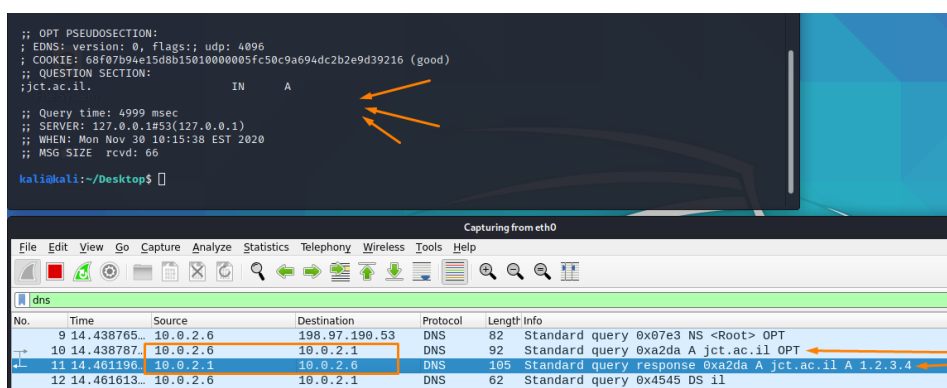 ;; OPT PSEUDOSECTION:
; EDNS: version: 0, flags:; udp: 4096
; COOKIE: 68f07b94e15d8b15010000005fc50c9a694dc2b2e9d39216 (good)
;; QUESTION SECTION:
;jct.ac.il. IN A
;; Query time: 4999 msec
;; SERVER: 127.0.0.1#53(127.0.0.1)
;; WHEN: Mon Nov 30 10:15:38 EST 2020
;; MSG SIZE rcvd: 66
kali@kali:~/Desktop$
Capturing from eth0
File Edit View Go Capture Analyze Statistics Telephony Wireless Tools Help
dns
No. Time Source Destination Protocol Length Info
9 14.438765… 10.0.2.6 198.97.190.53 DNS 82 Standard query 0x07e3 NS <Root> OPT
10 14.438787… 10.0.2.6 10.0.2.1 DNS 92 Standard query 0xa2da A jct.ac.il OPT
11 14.461196… 10.0.2.1 10.0.2.6 DNS 105 Standard query response 0xa2da A jct.ac.il A 1.2.3.4
12 14.461613… 10.0.2.6 10.0.2.1 DNS 62 Standard query 0x4545 DS il